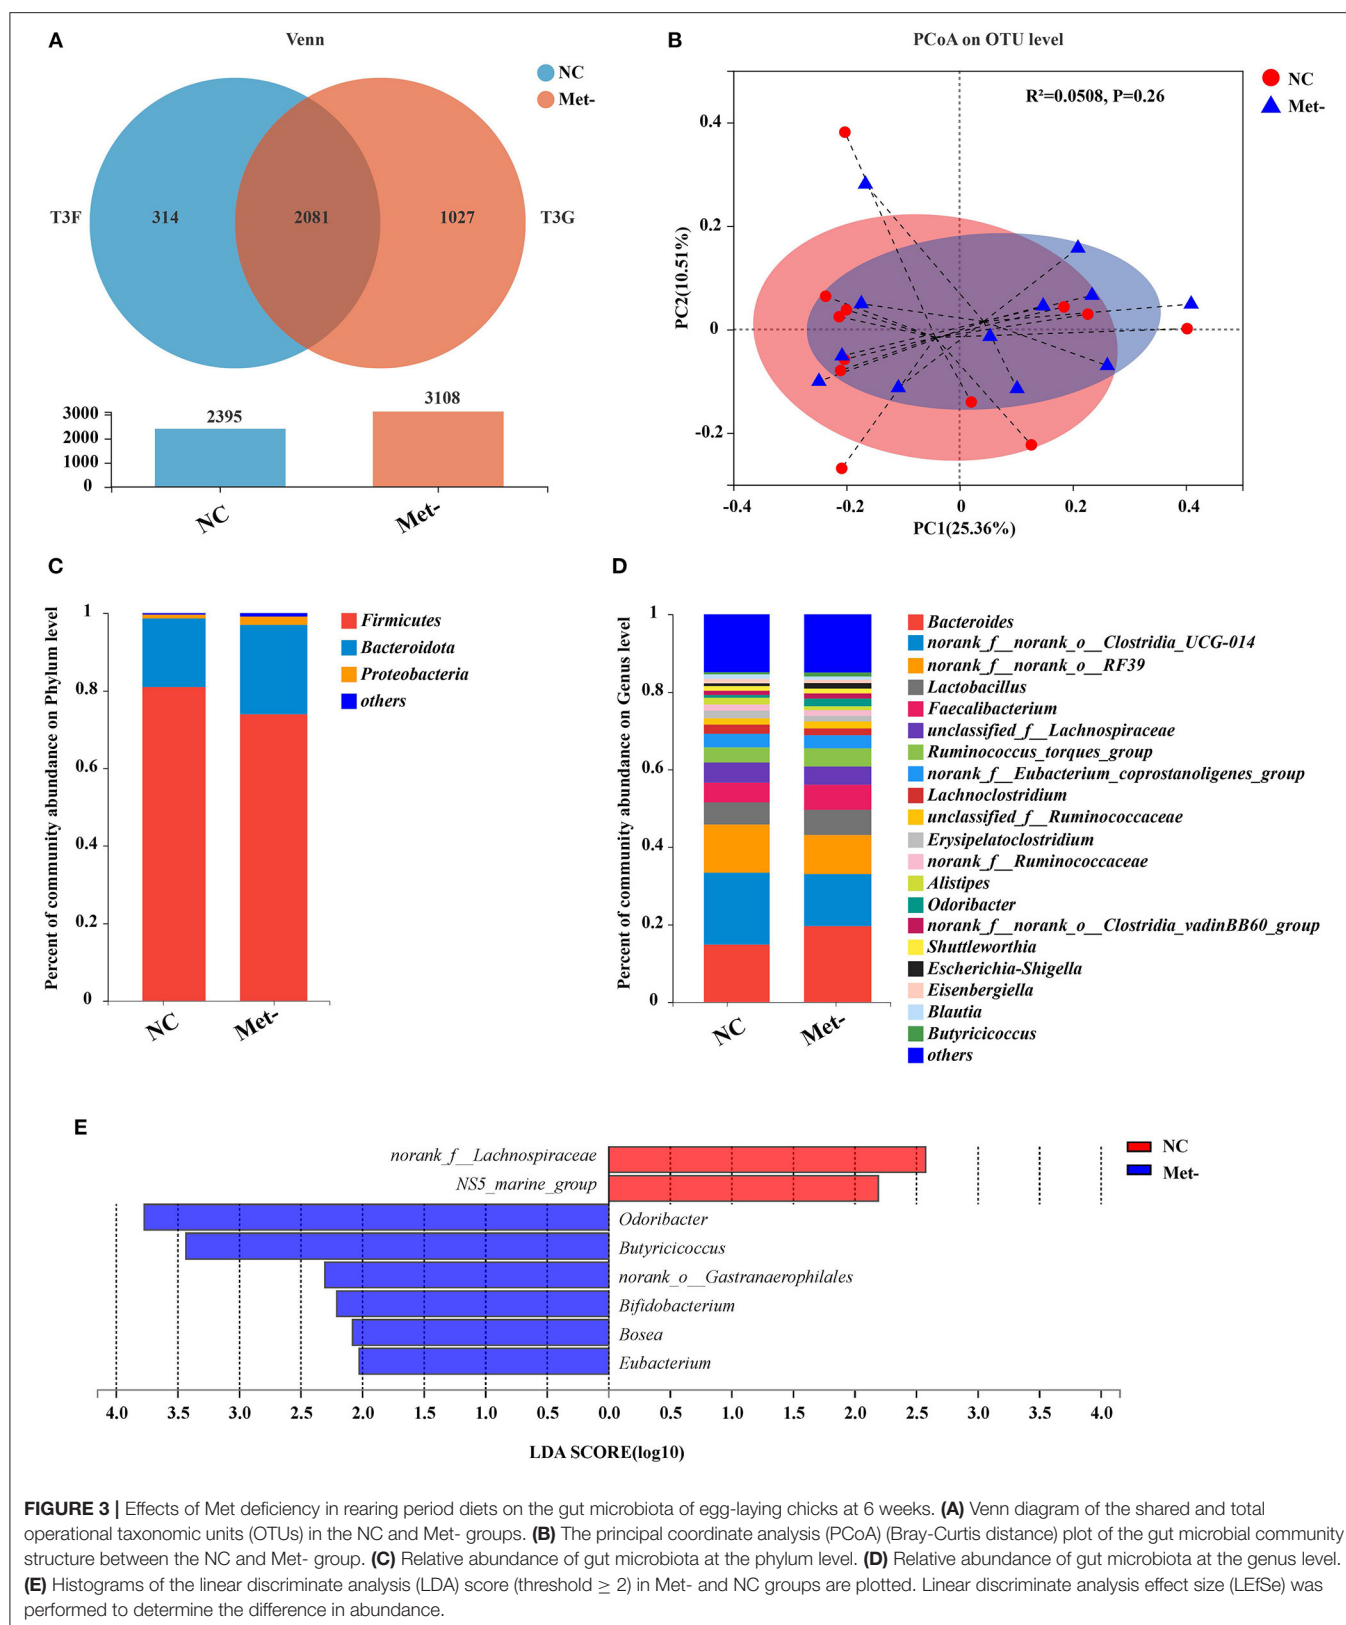 A
Venn
NC
Met-
T3F
314
2081
1027
T3G
3000
2000
1000
0
2395
3108
NC
Met-
B
PCoA on OTU level
NC
Met-
R²=0.0508, P=0.26
PC2(10.51%)
0.4
0.2
0
-0.2
-0.4
-0.2
0
0.2
0.4
PC1(25.36%)
C
Percent of community abundance on Phylum level
1
0.8
0.6
0.4
0.2
0
NC
Met-
Firmicutes
Bacteroidota
Proteobacteria
others
D
Percent of community abundance on Genus level
1
0.8
0.6
0.4
0.2
0
NC
Met-
Bacteroides
norank_f__norank_o__Clostridia_UCG-014
norank_f__norank_o__RF39
Lactobacillus
Faecalibacterium
unclassified_f__Lachnospiraceae
Ruminococcus_torques_group
norank_f__Eubacterium_coprostanoligenes_group
Lachnoclostridium
unclassified_f__Ruminococcaceae
Erysipelatoclostridium
norank_f__Ruminococcaceae
Alistipes
Odoribacter
norank_f__norank_o__Clostridia_vadinBB60_group
Shuttleworthia
Escherichia-Shigella
Eisenbergiella
Blautia
Butyricicoccus
others
E
NC
Met-
norank_f__Lachnospiraceae
NS5_marine_group
Odoribacter
Butyricicoccus
norank_o__Gastranaerophilales
Bifidobacterium
Bosea
Eubacterium
4.0
3.5
3.0
2.5
2.0
1.5
1.0
0.5
0.0
0.5
1.0
1.5
2.0
2.5
3.0
3.5
4.0
LDA SCORE(log10)
FIGURE 3 | Effects of Met deficiency in rearing period diets on the gut microbiota of egg-laying chicks at 6 weeks. (A) Venn diagram of the shared and total
operational taxonomic units (OTUs) in the NC and Met- groups. (B) The principal coordinate analysis (PCoA) (Bray-Curtis distance) plot of the gut microbial community
structure between the NC and Met- group. (C) Relative abundance of gut microbiota at the phylum level. (D) Relative abundance of gut microbiota at the genus level.
(E) Histograms of the linear discriminate analysis (LDA) score (threshold ≥ 2) in Met- and NC groups are plotted. Linear discriminate analysis effect size (LEfSe) was
performed to determine the difference in abundance.